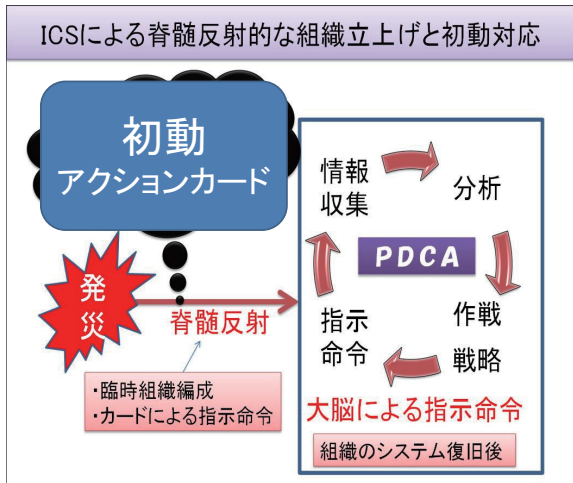 ICSによる脊髄反射的な組織立上げと初動対応
初動
アクションカード
発
災
脊髄反射
・臨時組織編成
・カードによる指示命令
情報
収集
分析
PDCA
指示
命令
作戦
戦略
大脳による指示命令
組織のシステム復旧後